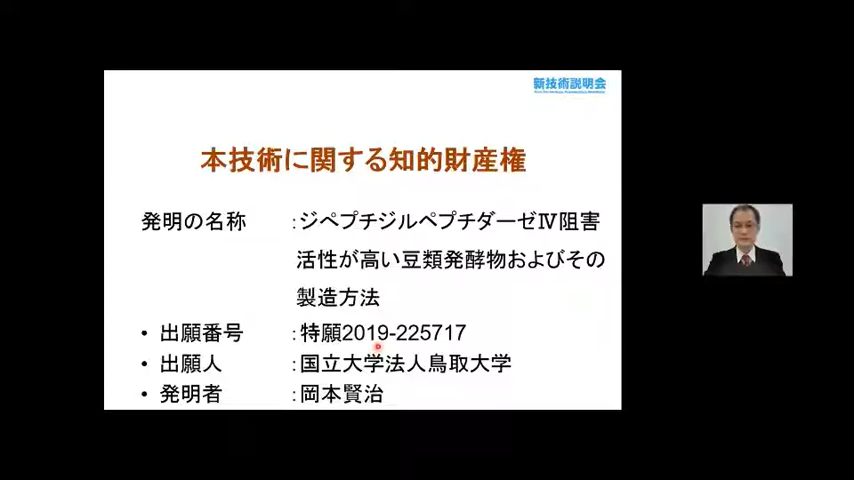 新技術説明会
本技術に関する知的財産権
発明の名称 :ジペプチジルペプチダーゼⅣ阻害
活性が高い豆類発酵物およびその
製造方法
• 出願番号 :特願2019-225717
• 出願人 :国立大学法人鳥取大学
• 発明者 :岡本賢治